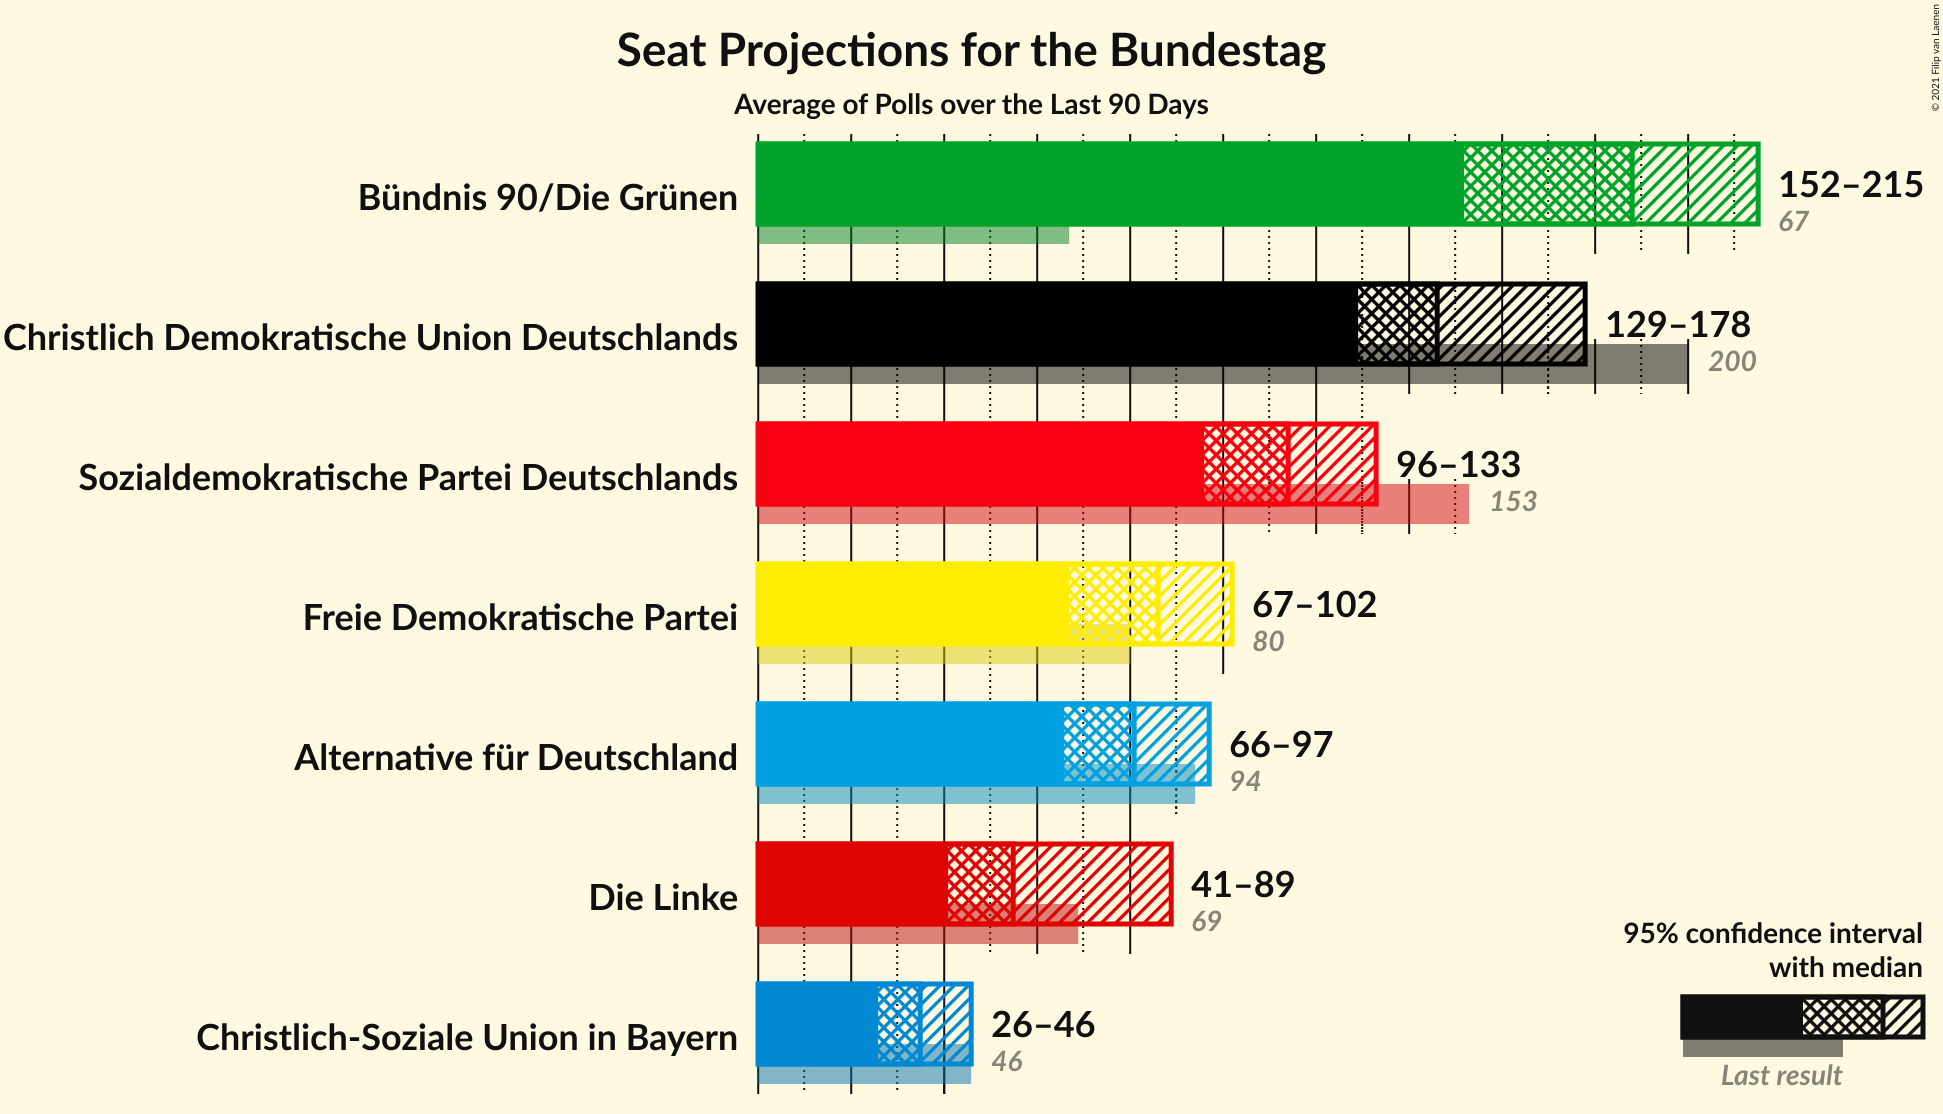 Seat Projections for the Bundestag
Average of Polls over the Last 90 Days
© 2021 Filip van Laenen
Bündnis 90/Die Grünen
152–215
67
Christlich Demokratische Union Deutschlands
129–178
200
Sozialdemokratische Partei Deutschlands
96–133
153
Freie Demokratische Partei
67–102
80
Alternative für Deutschland
66–97
94
Die Linke
41–89
69
Christlich-Soziale Union in Bayern
26–46
46
95% confidence interval
with median
Last result